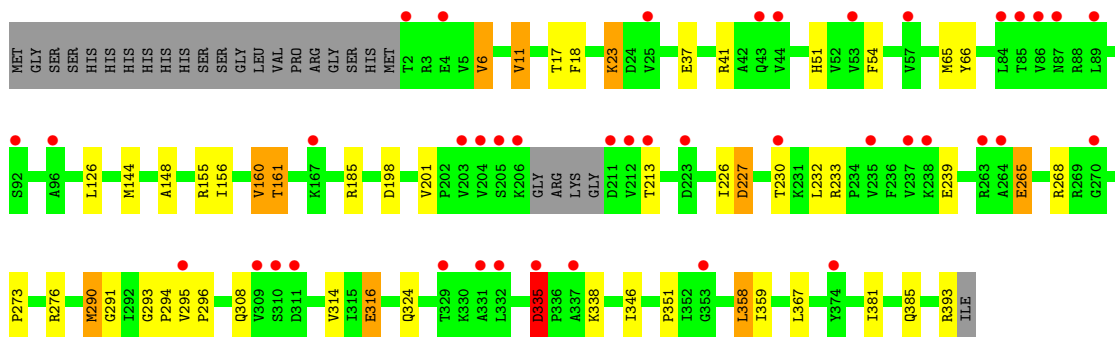 MET GLY SER SER HIS HIS HIS HIS HIS HIS SER SER GLY LEU VAL PRO ARG GLY SER HIS MET T2 R3 E4 V5 V6 V11 T17 F18 K23 D24 V25 E37 R41 A42 Q43 V44 H51 V52 V53 F54 V57 M65 Y66 L84 T85 V86 N87 R88 L89
S92 A96 L126 M144 A148 R155 I156 V160 T161 K167 R185 D198 V201 P202 V203 V204 S205 K206 GLY ARG LYS GLY D211 V212 T213 D223 I226 D227 T230 K231 L232 R233 P234 V235 F236 V237 K238 E239 R263 A264 E265 R268 R269 G270
P273 R276 M290 G291 I292 G293 P294 V295 P296 Q308 V309 S310 D311 V314 I315 E316 Q324 T329 K330 A331 L332 D335 P336 A337 K338 I346 P351 I352 G353 L358 I359 L367 Y374 I381 Q385 R393 ILE